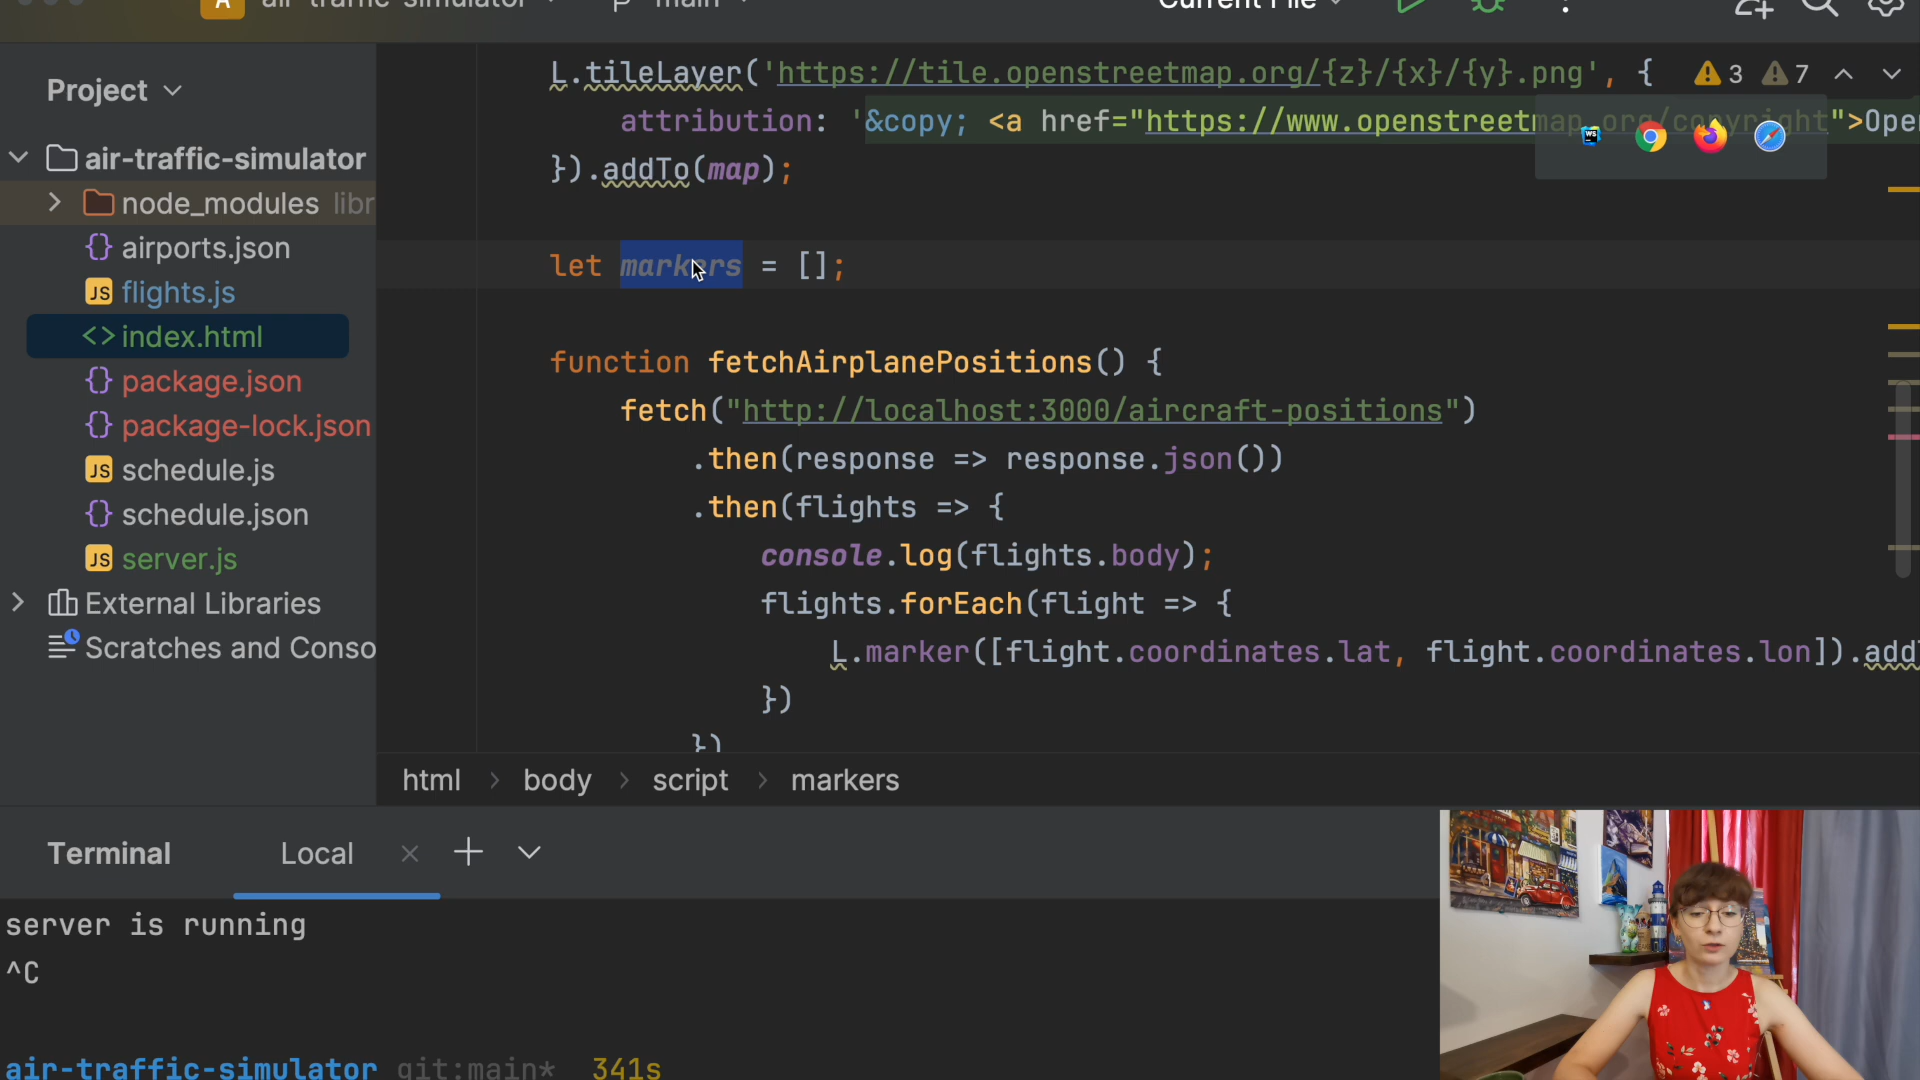 air-traffic-simulator main Current File
Project
air-traffic-simulator
node_modules libr
airports.json
JS flights.js
<> index.html
package.json
package-lock.json
JS schedule.js
schedule.json
JS server.js
External Libraries
Scratches and Conso
L.tileLayer('https://tile.openstreetmap.org/{z}/{x}/{y}.png', { 3 7
attribution: '&copy; <a href="https://www.openstreetmap.org/copyright">Ope
}).addTo(map);
let markers = [];
function fetchAirplanePositions() {
fetch("http://localhost:3000/aircraft-positions")
.then(response => response.json())
.then(flights => {
console.log(flights.body);
flights.forEach(flight => {
L.marker([flight.coordinates.lat, flight.coordinates.lon]).add
})
})
html > body > script > markers
Terminal Local
server is running
^C
air-traffic-simulator git:main* 341s